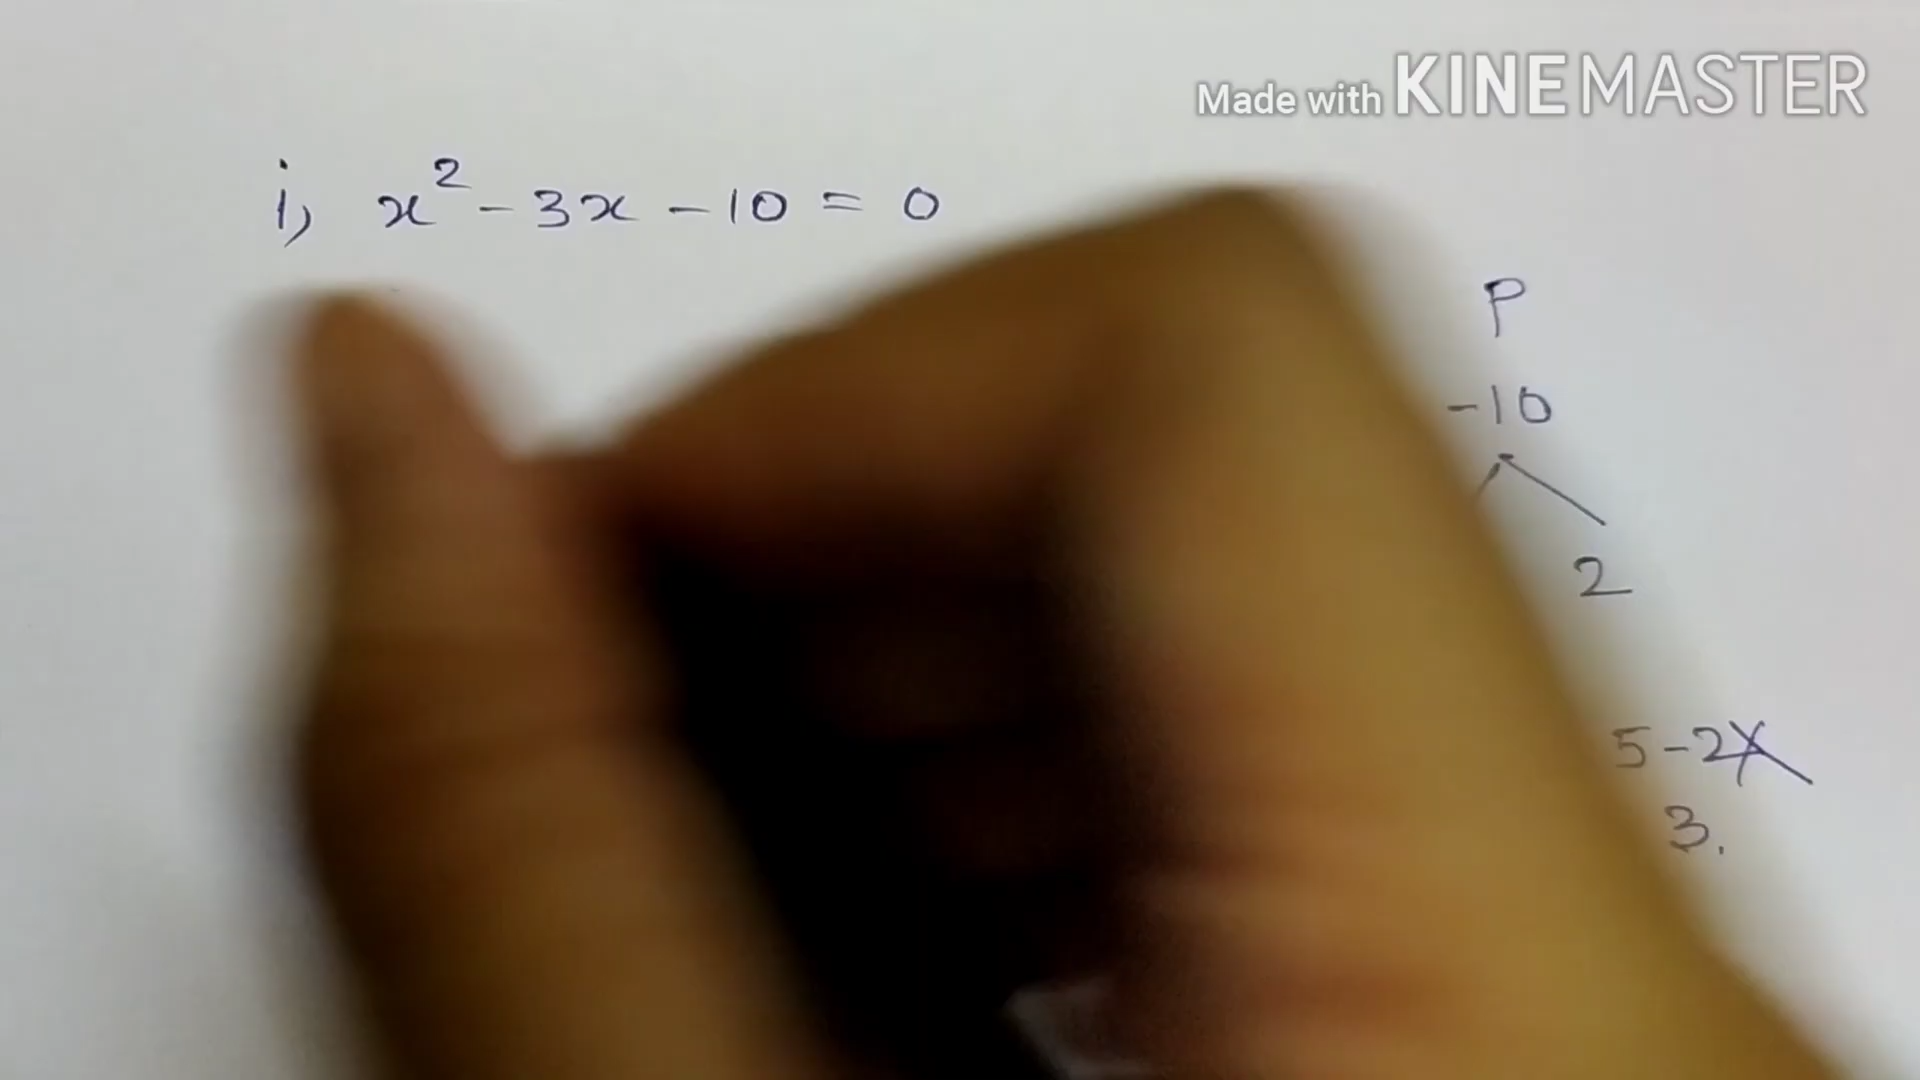 Made with KINEMASTER
i, x² - 3x - 10 = 0
P
-10
2
5-2
3.